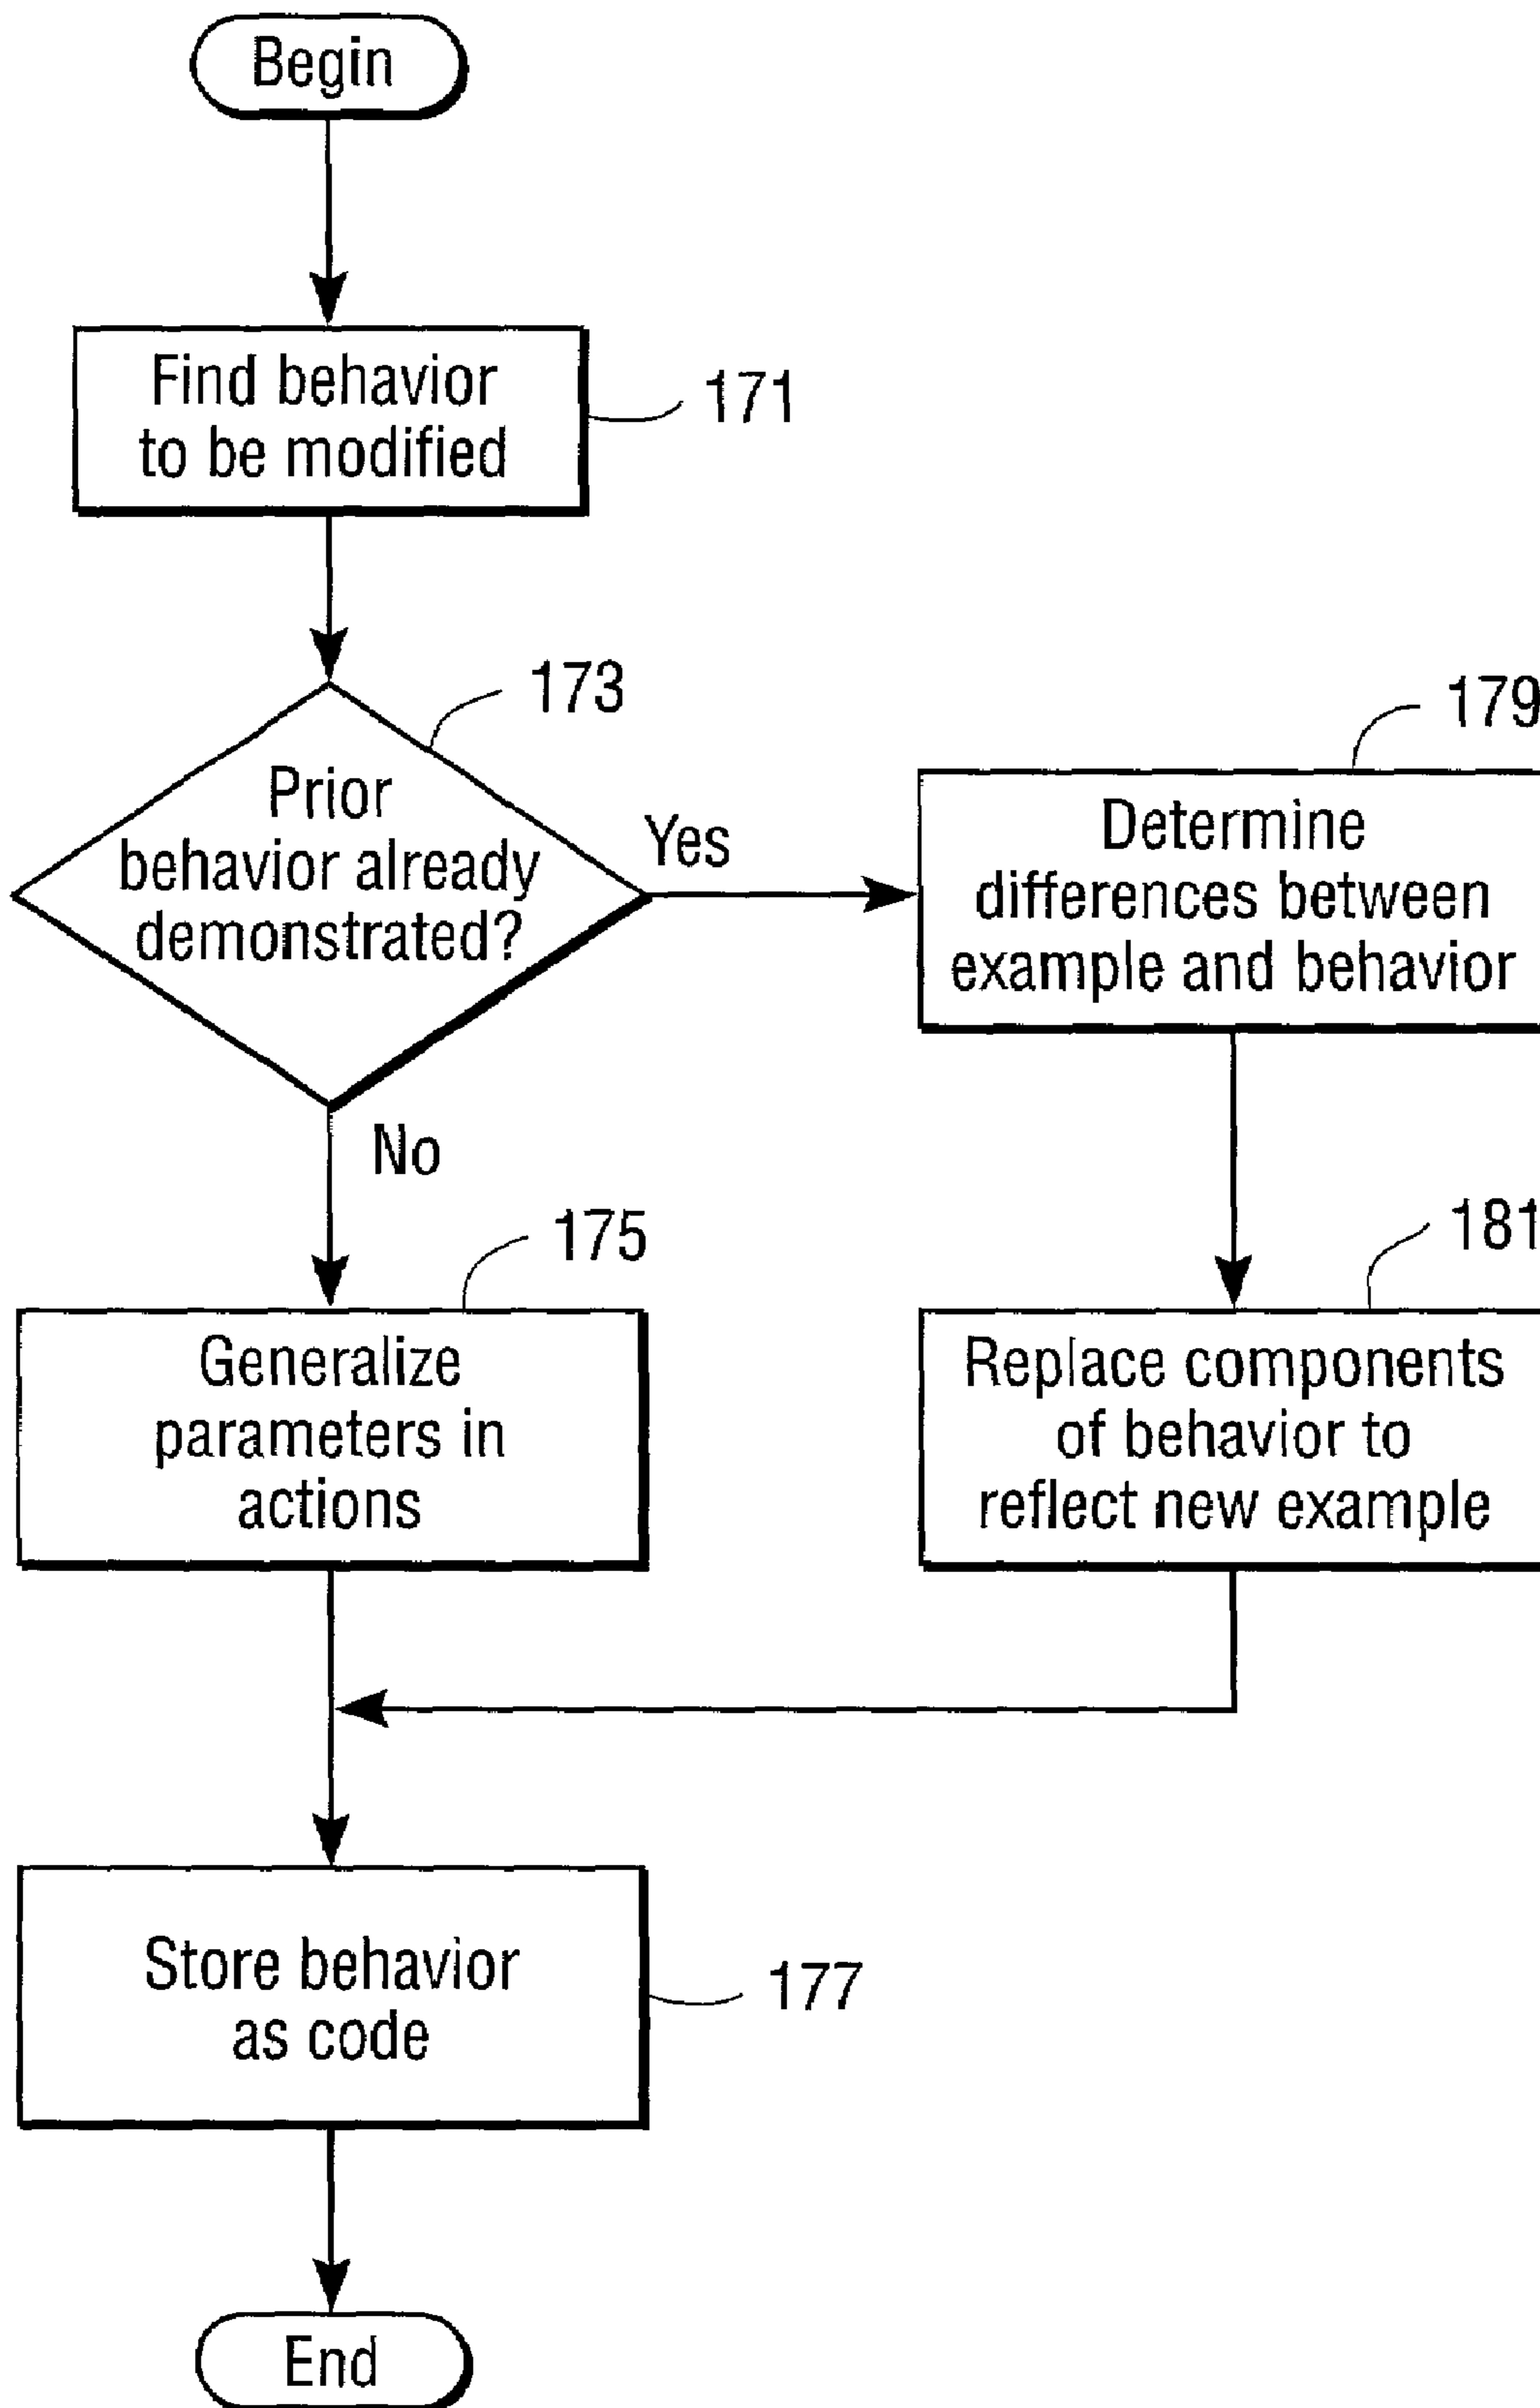 Begin
Find behavior
to be modified
171
173
Prior
behavior already
demonstrated?
Yes
No
179
Determine
differences between
example and behavior
175
Generalize
parameters in
actions
181
Replace components
of behavior to
reflect new example
Store behavior
as code
177
End